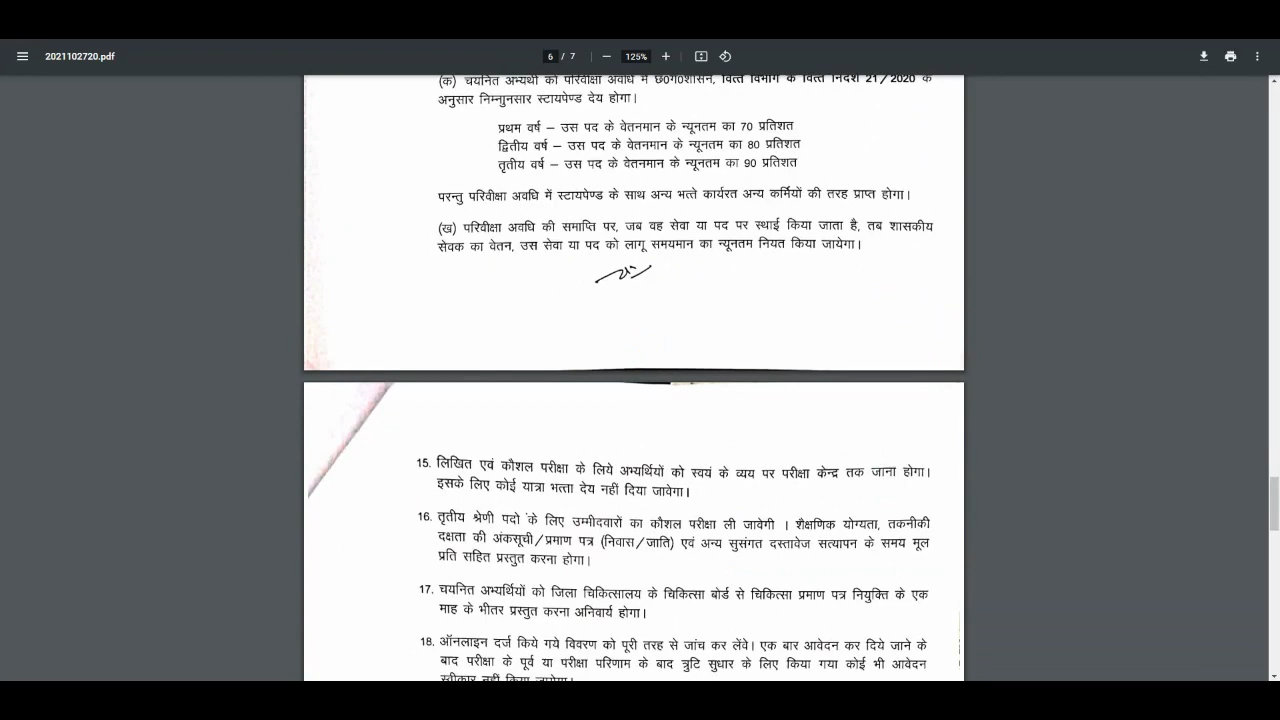 2021102720.pdf
6 / 7
125%
(क) चयनित अभ्यर्थी को परिवीक्षा अवधि में छ०ग०शासन, वित्त विभाग के वित्त निर्देश 21/2020 के
अनुसार निम्नाुनसार स्टायपेण्ड देय होगा।
प्रथम वर्ष – उस पद के वेतनमान के न्यूनतम का 70 प्रतिशत
द्वितीय वर्ष – उस पद के वेतनमान के न्यूनतम का 80 प्रतिशत
तृतीय वर्ष – उस पद के वेतनमान के न्यूनतम का 90 प्रतिशत
परन्तु परिवीक्षा अवधि में स्टायपेण्ड के साथ अन्य भत्ते कार्यरत अन्य कर्मियों की तरह प्राप्त होगा।
(ख) परिवीक्षा अवधि की समाप्ति पर, जब वह सेवा या पद पर स्थाई किया जाता है, तब शासकीय
सेवक का वेतन, उस सेवा या पद को लागू समयमान का न्यूनतम नियत किया जायेगा।
15. लिखित एवं कौशल परीक्षा के लिये अभ्यर्थियों को स्वयं के व्यय पर परीक्षा केन्द्र तक जाना होगा।
इसके लिए कोई यात्रा भत्ता देय नहीं दिया जावेगा।
16. तृतीय श्रेणी पदो के लिए उम्मीदवारों का कौशल परीक्षा ली जावेगी । शैक्षणिक योग्यता, तकनीकी
दक्षता की अंकसूची/प्रमाण पत्र (निवास/जाति) एवं अन्य सुसंगत दस्तावेज सत्यापन के समय मूल
प्रति सहित प्रस्तुत करना होगा।
17. चयनित अभ्यर्थियों को जिला चिकित्सालय के चिकित्सा बोर्ड से चिकित्सा प्रमाण पत्र नियुक्ति के एक
माह के भीतर प्रस्तुत करना अनिवार्य होगा।
18. ऑनलाइन दर्ज किये गये विवरण को पूरी तरह से जांच कर लेंवे। एक बार आवेदन कर दिये जाने के
बाद परीक्षा के पूर्व या परीक्षा परिणाम के बाद त्रुटि सुधार के लिए किया गया कोई भी आवेदन
स्वीकार नहीं किया जायेगा।